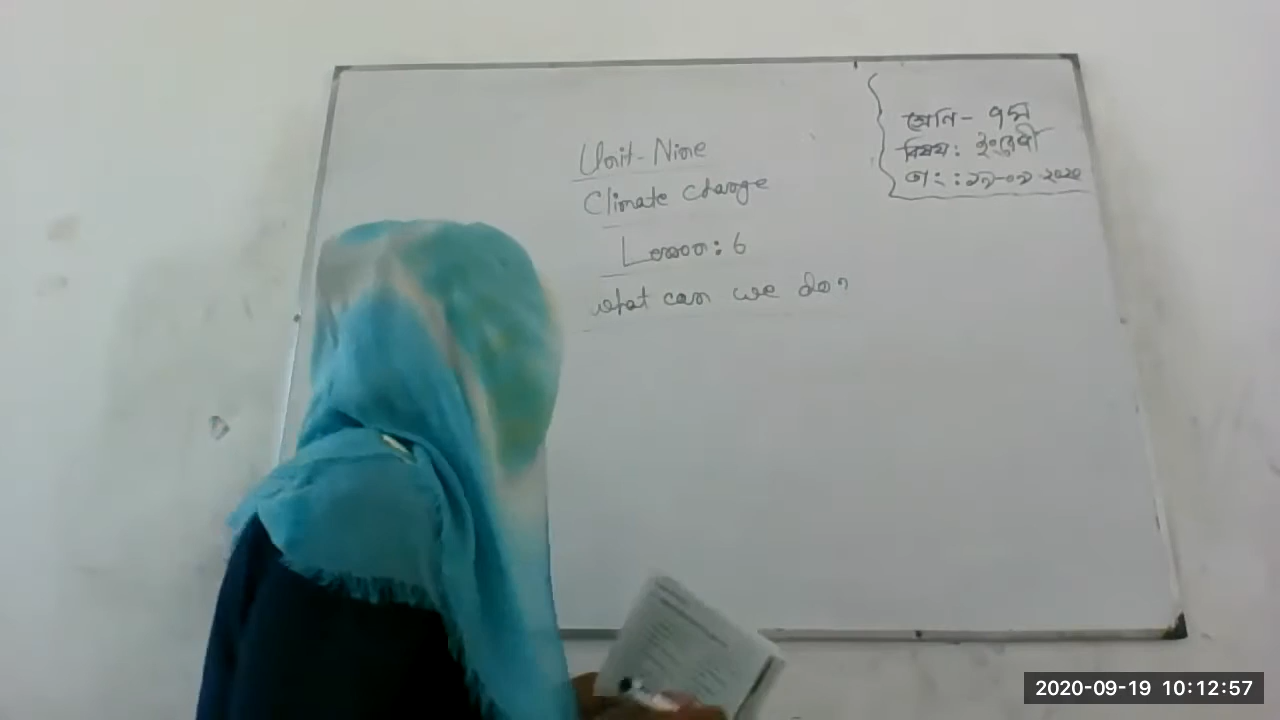 Unit-Nine
Climate change
Lesson: 6
what can we do?
শ্রেনি - ৭ম
বিষয়: ইংরেজী
তাং: ১৯-০৯-২০২০
2020-09-19 10:12:57